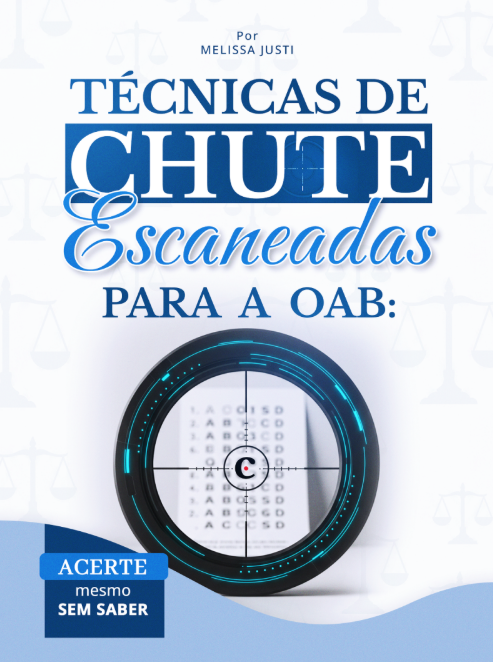 Por
MELISSA JUSTI
TÉCNICAS DE
CHUTE
Escaneadas
PARA A OAB:
C
ACERTE
mesmo
SEM SABER